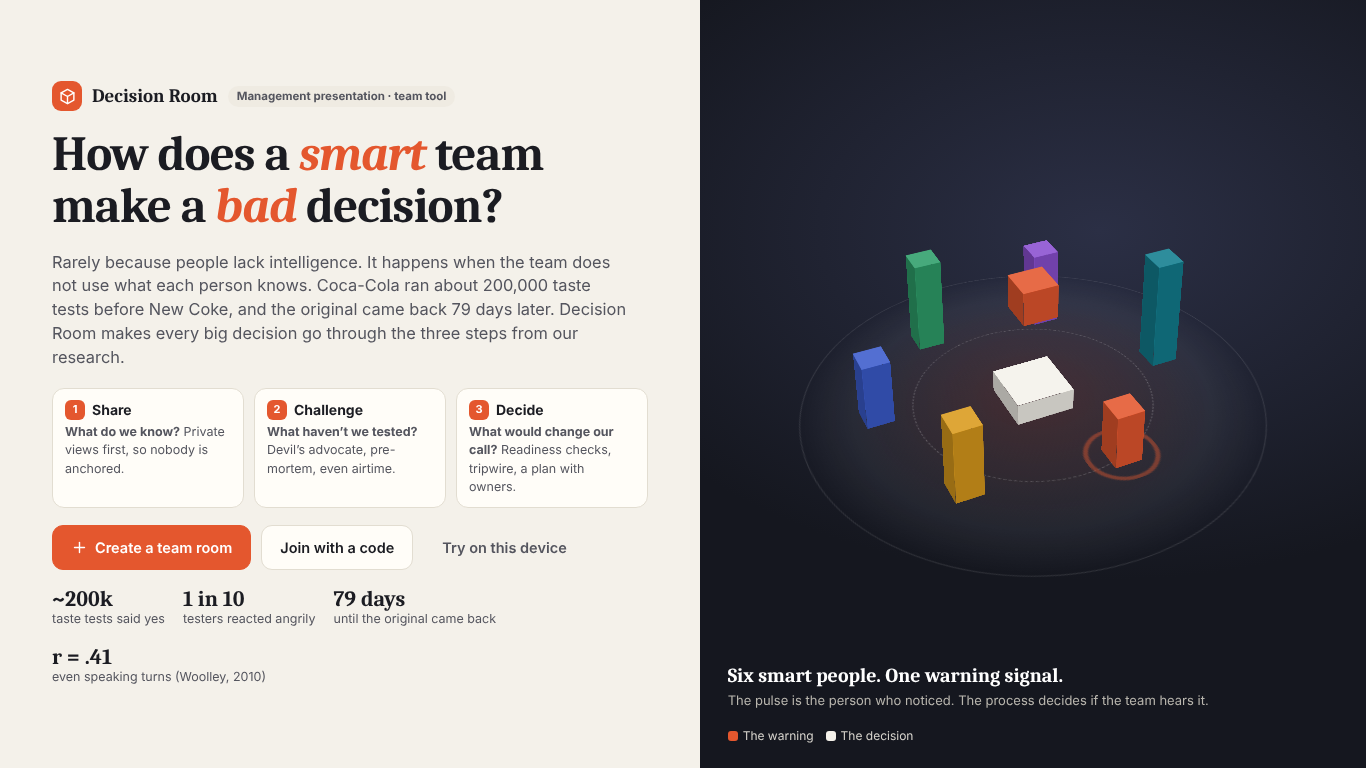 Decision Room
Management presentation · team tool
How does a smart team
make a bad decision?
Rarely because people lack intelligence. It happens when the team does
not use what each person knows. Coca-Cola ran about 200,000 taste
tests before New Coke, and the original came back 79 days later. Decision
Room makes every big decision go through the three steps from our
research.
1 Share
What do we know? Private
views first, so nobody is
anchored.
2 Challenge
What haven’t we tested?
Devil’s advocate, pre-
mortem, even airtime.
3 Decide
What would change our
call? Readiness checks,
tripwire, a plan with
owners.
+ Create a team room
Join with a code
Try on this device
~200k
taste tests said yes
1 in 10
testers reacted angrily
79 days
until the original came back
r = .41
even speaking turns (Woolley, 2010)
Six smart people. One warning signal.
The pulse is the person who noticed. The process decides if the team hears it.
The warning
The decision